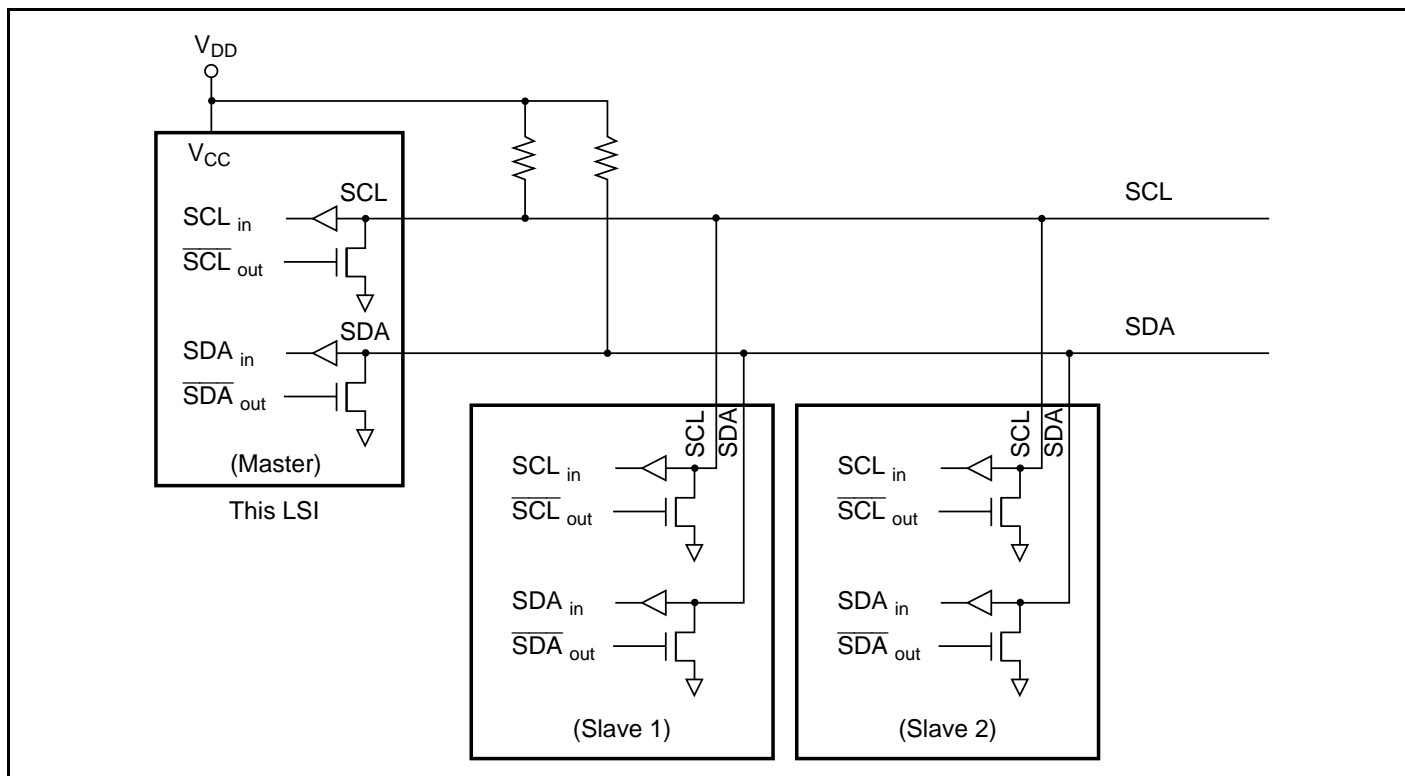 VDD
VCC
SCL
SCL in
SCL out
SDA
SDA in
SDA out
(Master)
This LSI
SCL
SDA
SCL
SDA
SCL in
SCL out
SDA in
SDA out
(Slave 1)
SCL
SDA
SCL in
SCL out
SDA in
SDA out
(Slave 2)